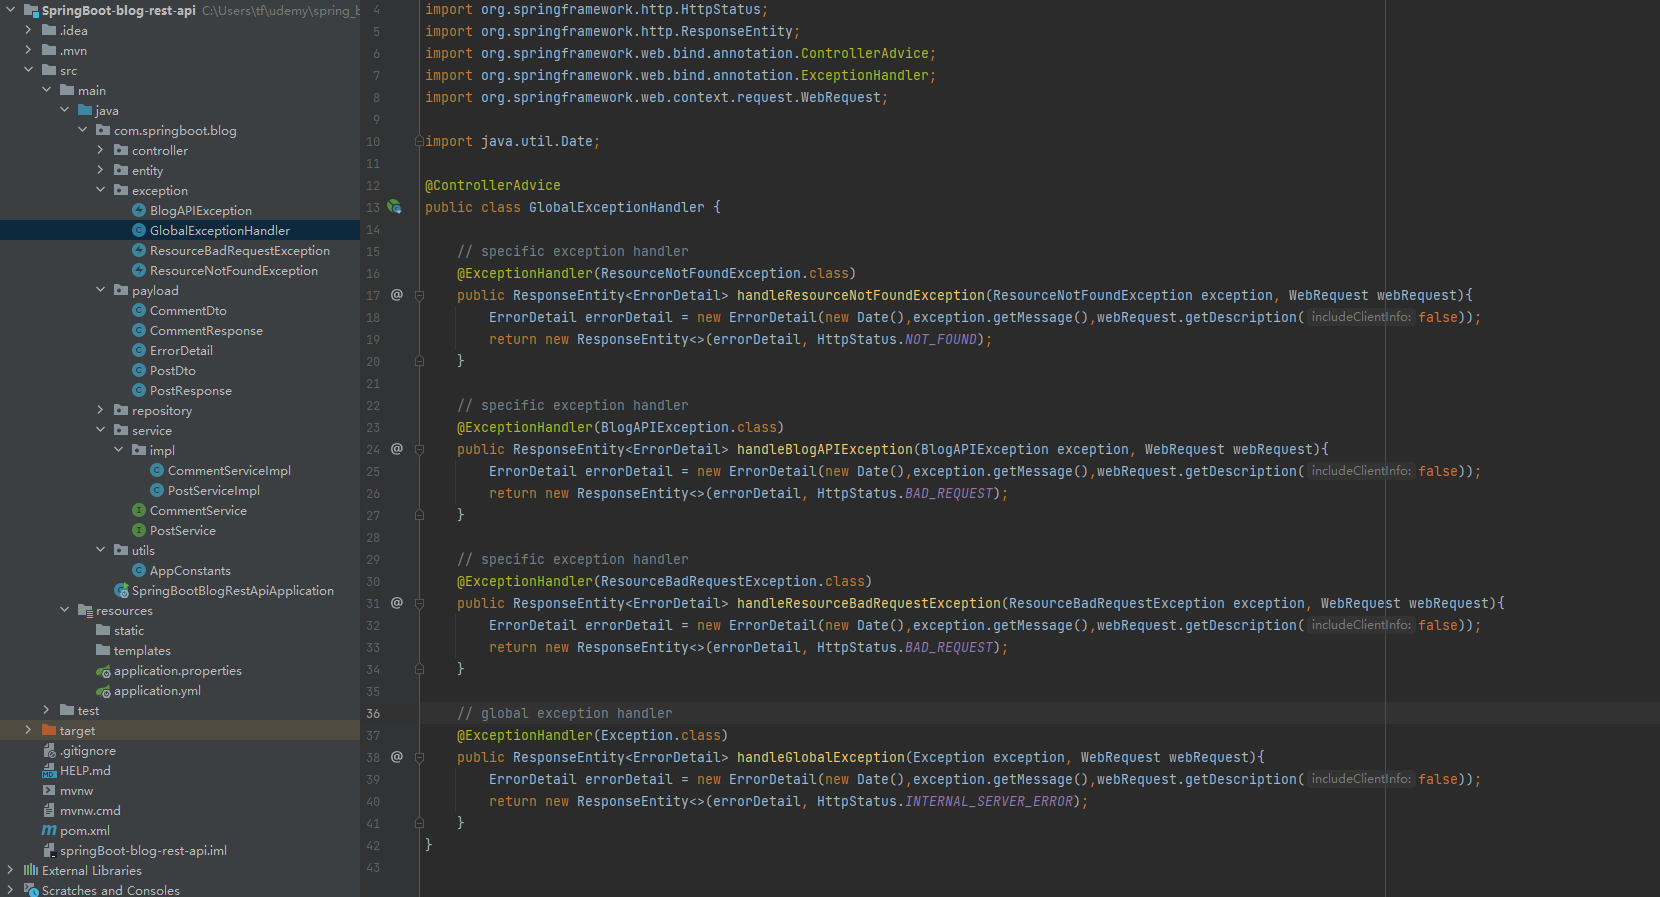 SpringBoot-blog-rest-api C:\Users\tf\udemy\spring_b
.idea
.mvn
src
main
java
com.springboot.blog
controller
entity
exception
BlogAPIException
GlobalExceptionHandler
ResourceBadRequestException
ResourceNotFoundException
payload
CommentDto
CommentResponse
ErrorDetail
PostDto
PostResponse
repository
service
impl
CommentServiceImpl
PostServiceImpl
CommentService
PostService
utils
AppConstants
SpringBootBlogRestApiApplication
resources
static
templates
application.properties
application.yml
test
target
.gitignore
HELP.md
mvnw
mvnw.cmd
pom.xml
springBoot-blog-rest-api.iml
External Libraries
Scratches and Consoles
4 import org.springframework.http.HttpStatus;
5 import org.springframework.http.ResponseEntity;
6 import org.springframework.web.bind.annotation.ControllerAdvice;
7 import org.springframework.web.bind.annotation.ExceptionHandler;
8 import org.springframework.web.context.request.WebRequest;
9
10 import java.util.Date;
11
12 @ControllerAdvice
13 public class GlobalExceptionHandler {
14
15 // specific exception handler
16 @ExceptionHandler(ResourceNotFoundException.class)
17 @ public ResponseEntity<ErrorDetail> handleResourceNotFoundException(ResourceNotFoundException exception, WebRequest webRequest){
18 ErrorDetail errorDetail = new ErrorDetail(new Date(),exception.getMessage(),webRequest.getDescription( includeClientInfo: false));
19 return new ResponseEntity<>(errorDetail, HttpStatus.NOT_FOUND);
20 }
21
22 // specific exception handler
23 @ExceptionHandler(BlogAPIException.class)
24 @ public ResponseEntity<ErrorDetail> handleBlogAPIException(BlogAPIException exception, WebRequest webRequest){
25 ErrorDetail errorDetail = new ErrorDetail(new Date(),exception.getMessage(),webRequest.getDescription( includeClientInfo: false));
26 return new ResponseEntity<>(errorDetail, HttpStatus.BAD_REQUEST);
27 }
28
29 // specific exception handler
30 @ExceptionHandler(ResourceBadRequestException.class)
31 @ public ResponseEntity<ErrorDetail> handleResourceBadRequestException(ResourceBadRequestException exception, WebRequest webRequest){
32 ErrorDetail errorDetail = new ErrorDetail(new Date(),exception.getMessage(),webRequest.getDescription( includeClientInfo: false));
33 return new ResponseEntity<>(errorDetail, HttpStatus.BAD_REQUEST);
34 }
35
36 // global exception handler
37 @ExceptionHandler(Exception.class)
38 @ public ResponseEntity<ErrorDetail> handleGlobalException(Exception exception, WebRequest webRequest){
39 ErrorDetail errorDetail = new ErrorDetail(new Date(),exception.getMessage(),webRequest.getDescription( includeClientInfo: false));
40 return new ResponseEntity<>(errorDetail, HttpStatus.INTERNAL_SERVER_ERROR);
41 }
42 }
43